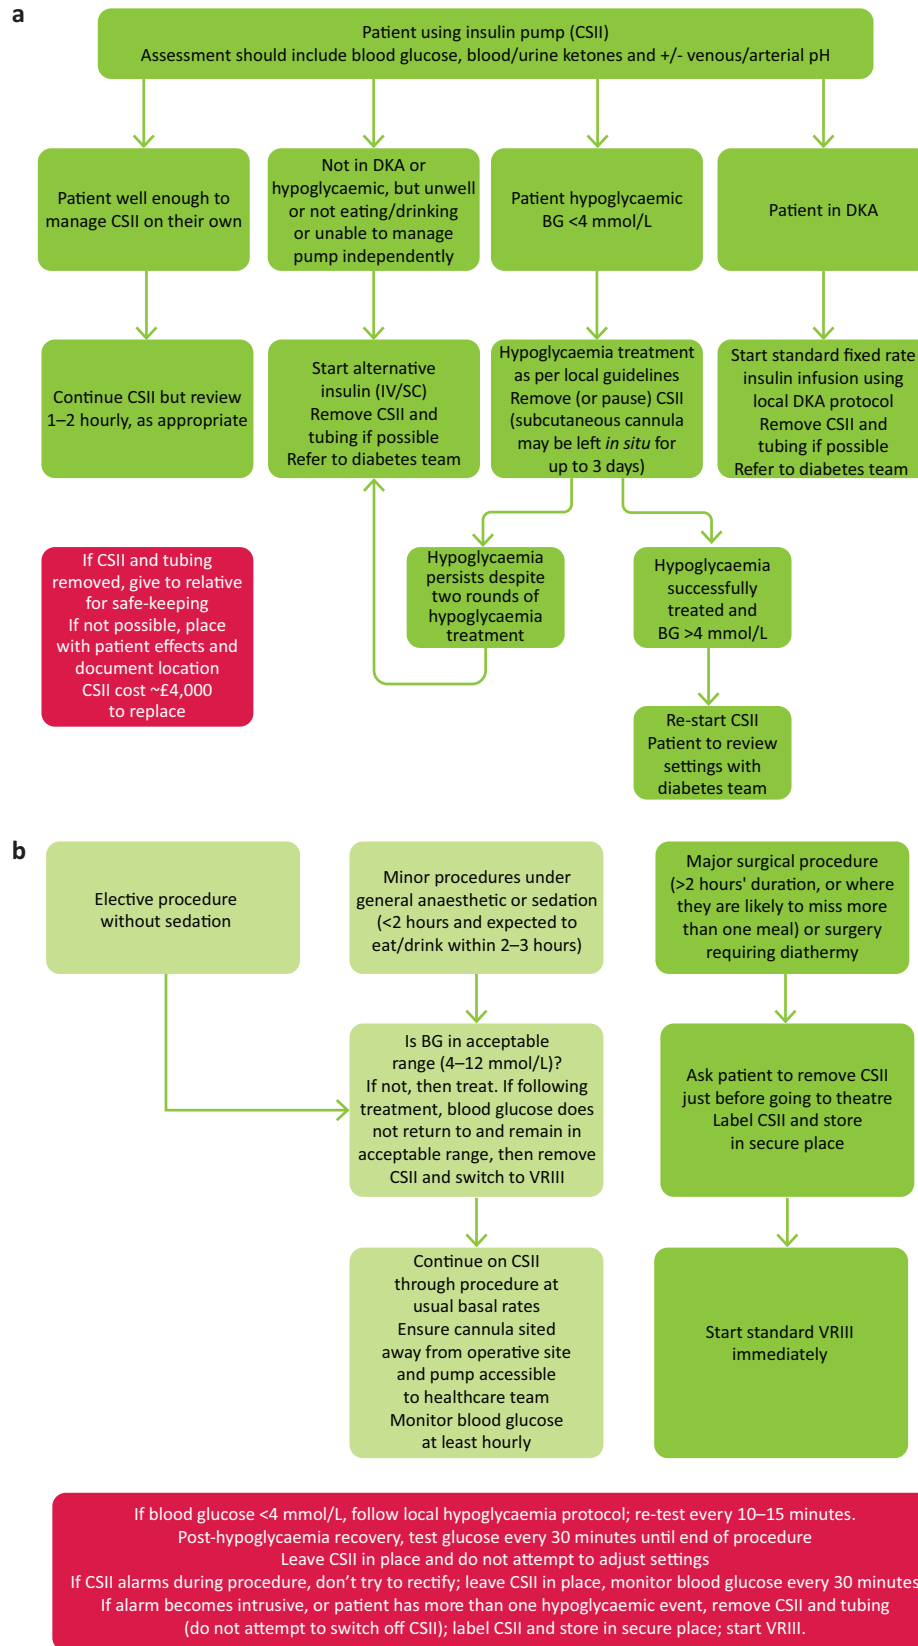 a
Patient using insulin pump (CSII)
Assessment should include blood glucose, blood/urine ketones and +/- venous/arterial pH
Patient well enough to
manage CSII on their own
Not in DKA or
hypoglycaemic, but unwell
or not eating/drinking
or unable to manage
pump independently
Patient hypoglycaemic
BG <4 mmol/L
Patient in DKA
Continue CSII but review
1–2 hourly, as appropriate
Start alternative
insulin (IV/SC)
Remove CSII and
tubing if possible
Refer to diabetes team
Hypoglycaemia treatment
as per local guidelines
Remove (or pause) CSII
(subcutaneous cannula
may be left in situ for
up to 3 days)
Start standard fixed rate
insulin infusion using
local DKA protocol
Remove CSII and
tubing if possible
Refer to diabetes team
If CSII and tubing
removed, give to relative
for safe-keeping
If not possible, place
with patient effects and
document location
CSII cost ~£4,000
to replace
Hypoglycaemia
persists despite
two rounds of
hypoglycaemia
treatment
Hypoglycaemia
successfully
treated and
BG >4 mmol/L
Re-start CSII
Patient to review
settings with
diabetes team
b
Elective procedure
without sedation
Minor procedures under
general anaesthetic or sedation
(<2 hours and expected to
eat/drink within 2–3 hours)
Major surgical procedure
(>2 hours' duration, or where
they are likely to miss more
than one meal) or surgery
requiring diathermy
Is BG in acceptable
range (4–12 mmol/L)?
If not, then treat. If following
treatment, blood glucose does
not return to and remain in
acceptable range, then remove
CSII and switch to VRIII
Ask patient to remove CSII
just before going to theatre
Label CSII and store
in secure place
Continue on CSII
through procedure at
usual basal rates
Ensure cannula sited
away from operative site
and pump accessible
to healthcare team
Monitor blood glucose
at least hourly
Start standard VRIII
immediately
If blood glucose <4 mmol/L, follow local hypoglycaemia protocol; re-test every 10–15 minutes.
Post-hypoglycaemia recovery, test glucose every 30 minutes until end of procedure
Leave CSII in place and do not attempt to adjust settings
If CSII alarms during procedure, don't try to rectify; leave CSII in place, monitor blood glucose every 30 minutes
If alarm becomes intrusive, or patient has more than one hypoglycaemic event, remove CSII and tubing
(do not attempt to switch off CSII); label CSII and store in secure place; start VRIII.